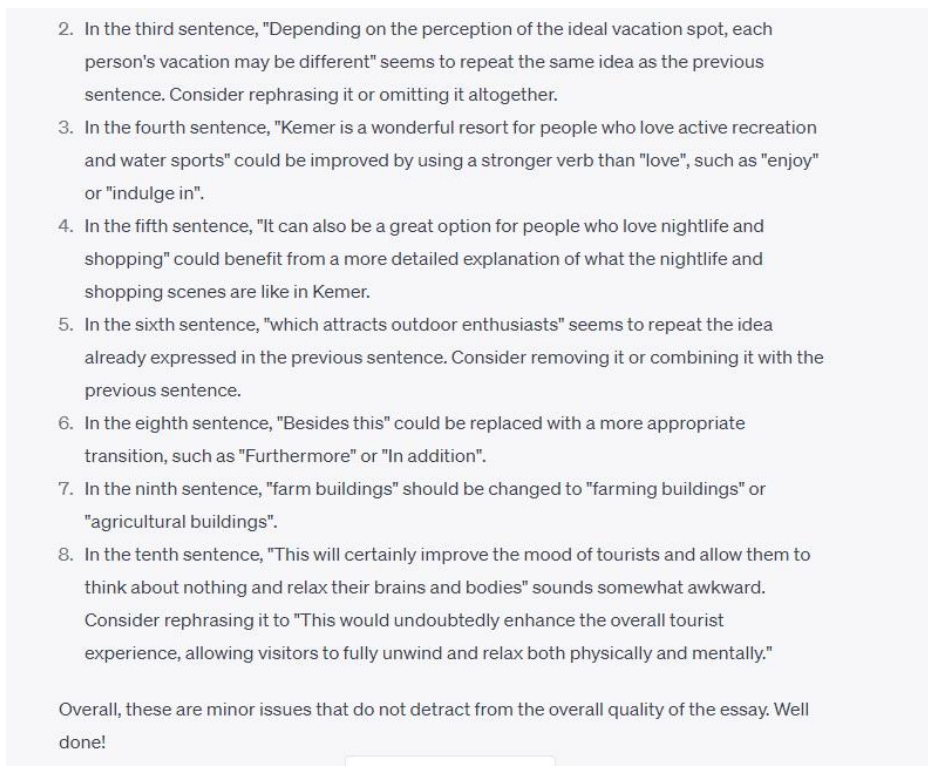 2. In the third sentence, "Depending on the perception of the ideal vacation spot, each
person's vacation may be different" seems to repeat the same idea as the previous
sentence. Consider rephrasing it or omitting it altogether.
3. In the fourth sentence, "Kemer is a wonderful resort for people who love active recreation
and water sports" could be improved by using a stronger verb than "love", such as "enjoy"
or "indulge in".
4. In the fifth sentence, "It can also be a great option for people who love nightlife and
shopping" could benefit from a more detailed explanation of what the nightlife and
shopping scenes are like in Kemer.
5. In the sixth sentence, "which attracts outdoor enthusiasts" seems to repeat the idea
already expressed in the previous sentence. Consider removing it or combining it with the
previous sentence.
6. In the eighth sentence, "Besides this" could be replaced with a more appropriate
transition, such as "Furthermore" or "In addition".
7. In the ninth sentence, "farm buildings" should be changed to "farming buildings" or
"agricultural buildings".
8. In the tenth sentence, "This will certainly improve the mood of tourists and allow them to
think about nothing and relax their brains and bodies" sounds somewhat awkward.
Consider rephrasing it to "This would undoubtedly enhance the overall tourist
experience, allowing visitors to fully unwind and relax both physically and mentally."
Overall, these are minor issues that do not detract from the overall quality of the essay. Well
done!